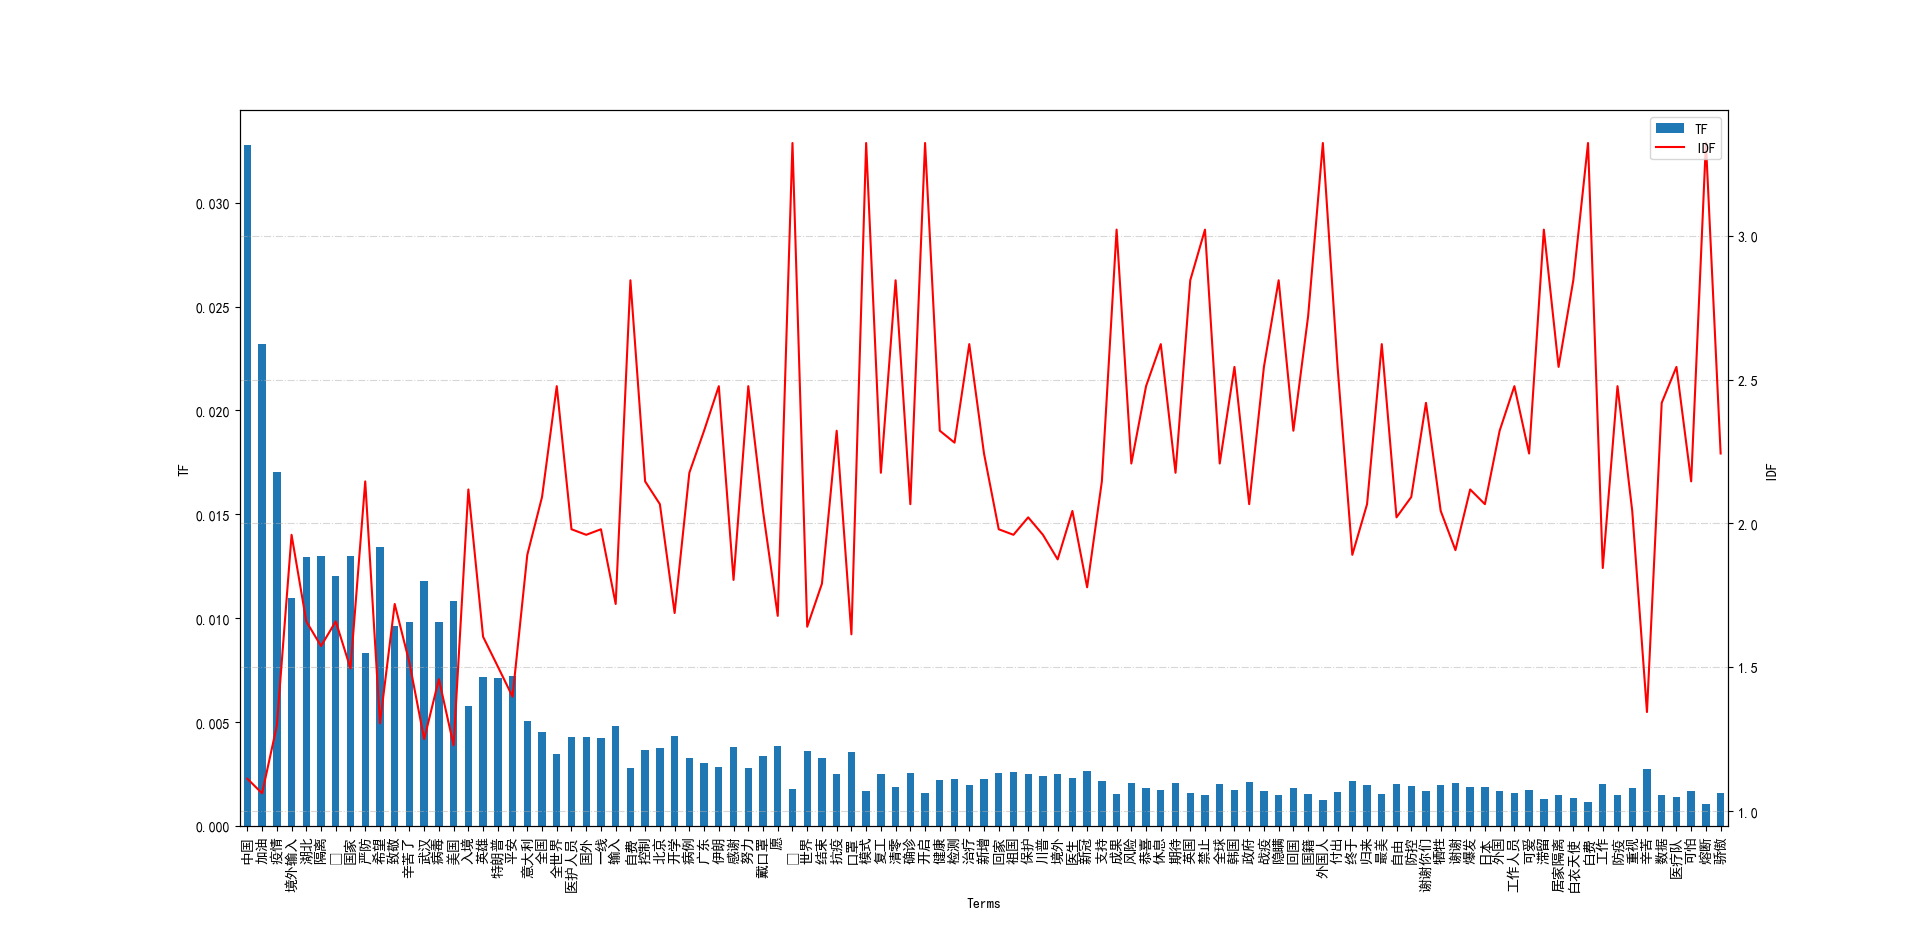 TF
IDF
0.030
0.025
0.020
0.015
0.010
0.005
0.000
TF
3.0
2.5
2.0
1.5
1.0
IDF
中国
加油
疫情
境外输入
湖北
隔离
国家
严防
希望
致敬
辛苦了
武汉
病毒
美国
入境
英雄
特朗普
平安
意大利
全国
全世界
医护人员
国外
一线
输入
自费
控制
北京
开学
病例
广东
伊朗
感谢
努力
戴口罩
愿
世界
结束
抗疫
口罩
模式
复工
清零
确诊
开启
健康
检测
治疗
新增
回家
祖国
保护
川普
境外
医生
新冠
支持
成果
风险
恭喜
休息
期待
英国
禁止
全球
韩国
政府
战疫
隐瞒
回国
国籍
外国人
付出
终于
归来
最美
自由
防控
谢谢你们
牺牲
谢谢
爆发
日本
外国
工作人员
可爱
滞留
居家隔离
白衣天使
白费
工作
防疫
重视
辛苦
数据
医疗队
可怕
熔断
骄傲
Terms